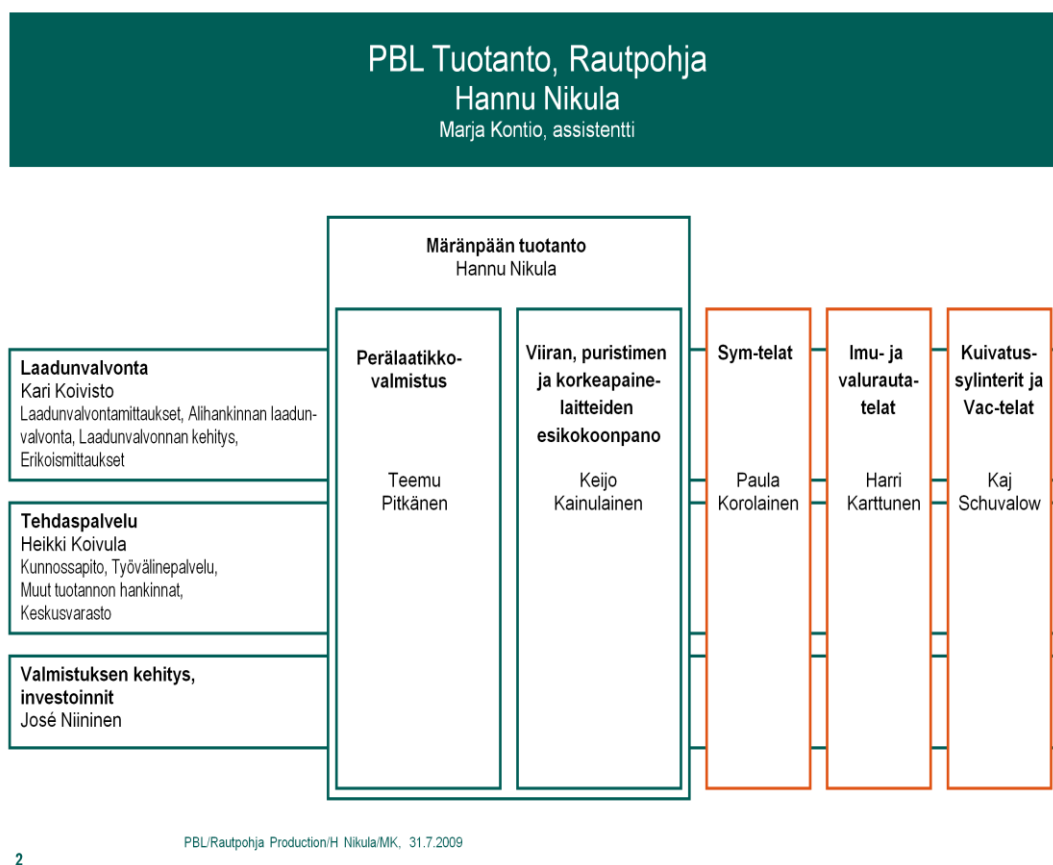 PBL Tuotanto, Rautpohja
Hannu Nikula
Marja Kontio, assistentti
Märänpään tuotanto
Hannu Nikula
Laadunvalvonta
Kari Koivisto
Laadunvalvontamittaukset, Alihankinnan laadun-
valvonta, Laadunvalvonnan kehitys,
Erikoismittaukset
Tehdaspalvelu
Heikki Koivula
Kunnossapito, Työvälinepalvelu,
Muut tuotannon hankinnat,
Keskusvarasto
Valmistuksen kehitys,
investoinnit
José Niininen
Perälaatikko-
valmistus
Teemu
Pitkänen
Viiran, puristimen
ja korkeapaine-
laitteiden
esikokoonpano
Keijo
Kainulainen
Sym-telat
Paula
Korolainen
Imu- ja
valurauta-
telat
Harri
Karttunen
Kuivatus-
sylinterit ja
Vac-telat
Kaj
Schuvalow
PBL/Rautpohja Production/H Nikula/MK, 31.7.2009
2